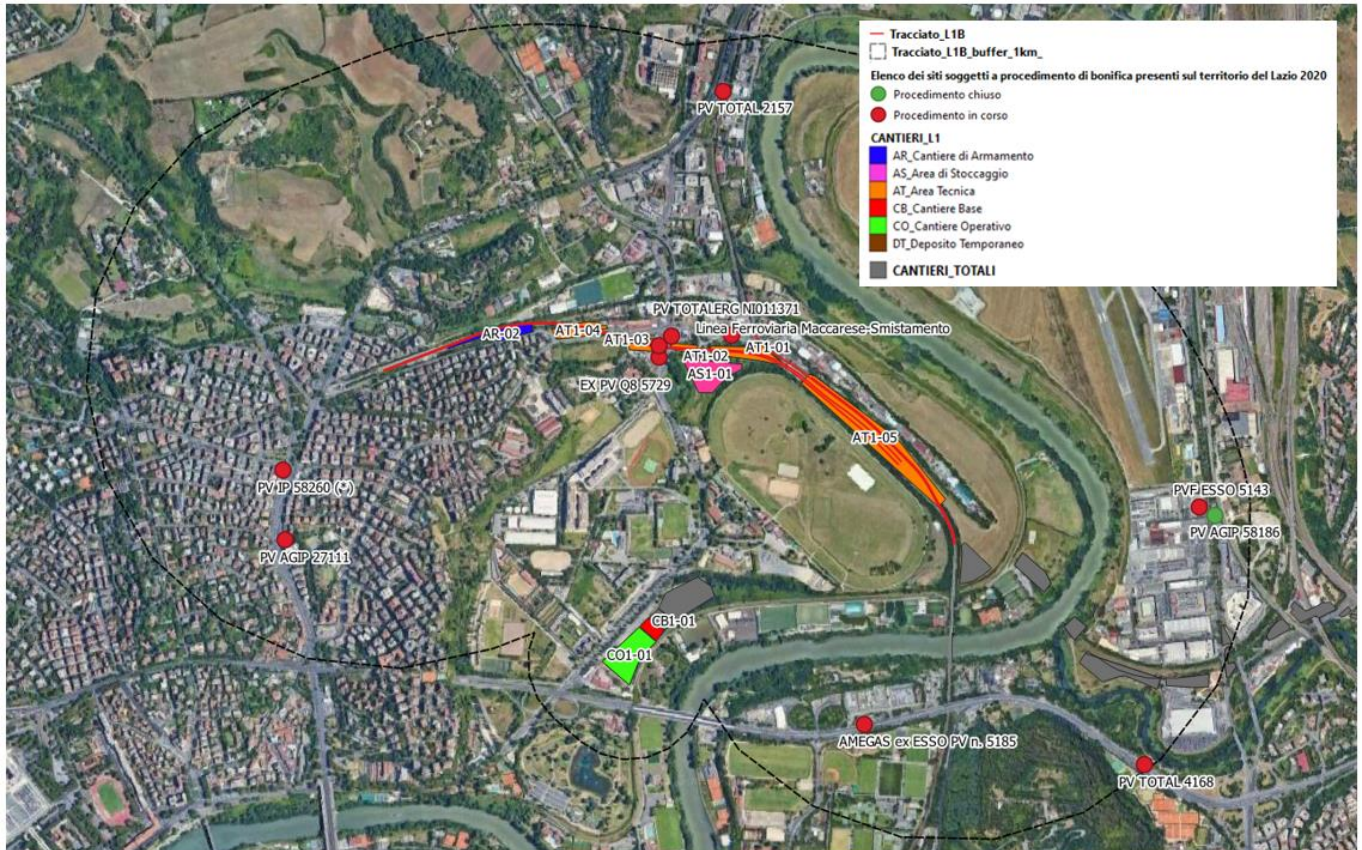 Tracciato_L1B
Tracciato_L1B_buffer_1km_
Elenco dei siti soggetti a procedimento di bonifica presenti sul territorio del Lazio 2020
Procedimento chiuso
Procedimento in corso
CANTIERI_L1
AR_Cantiere di Armamento
AS_Area di Stoccaggio
AT_Area Tecnica
CB_Cantiere Base
CO_Cantiere Operativo
DT_Deposito Temporaneo
CANTIERI_TOTALI
PV TOTAL 2157
PV TOTALERG NI011371
Linea Ferroviaria Maccarese-Smistamento
AR-02
AT1-04
AT1-03
AT1-01
AT1-02
AS1-01
EX PV Q8 5729
AT1-05
PV IP 58260 (*)
PVF ESSO 5143
PV AGIP 58186
PV AGIP 27111
CB1-01
CO1-01
AMEGAS ex ESSO PV n. 5185
PV TOTAL 4168